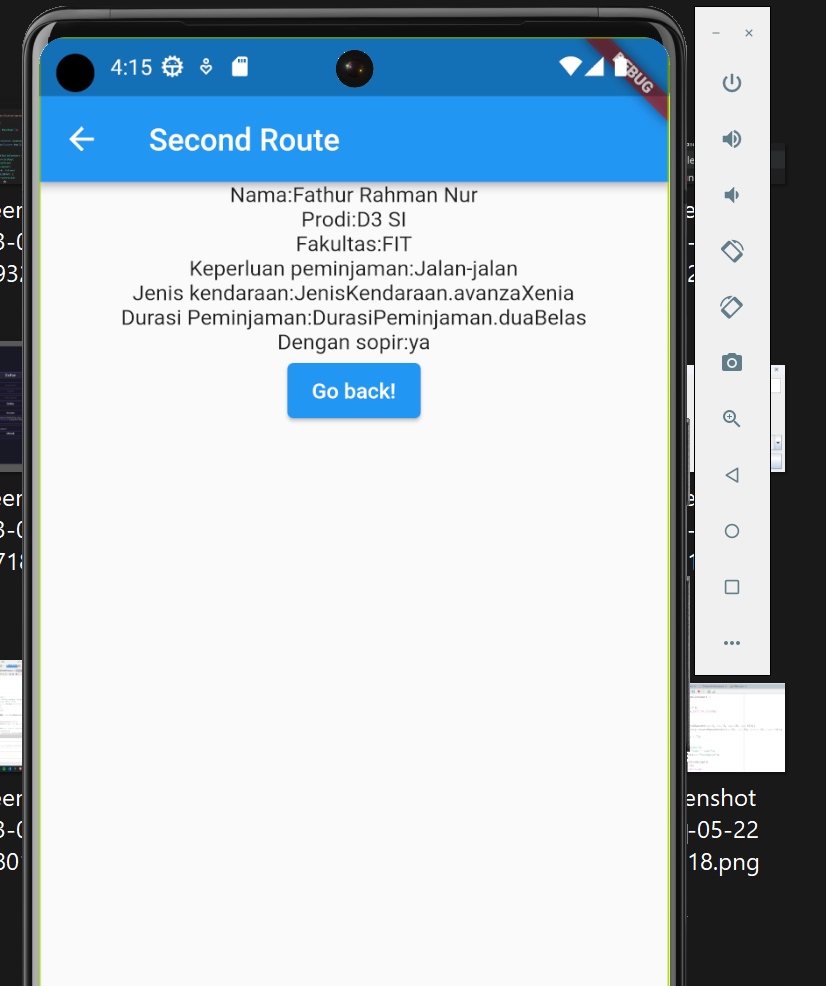 4:15
DEBUG
Second Route
Nama:Fathur Rahman Nur
Prodi:D3 SI
Fakultas:FIT
Keperluan peminjaman:Jalan-jalan
Jenis kendaraan:JenisKendaraan.avanzaXenia
Durasi Peminjaman:DurasiPeminjaman.duaBelas
Dengan sopir:ya
Go back!
enshot
-05-22
18.png